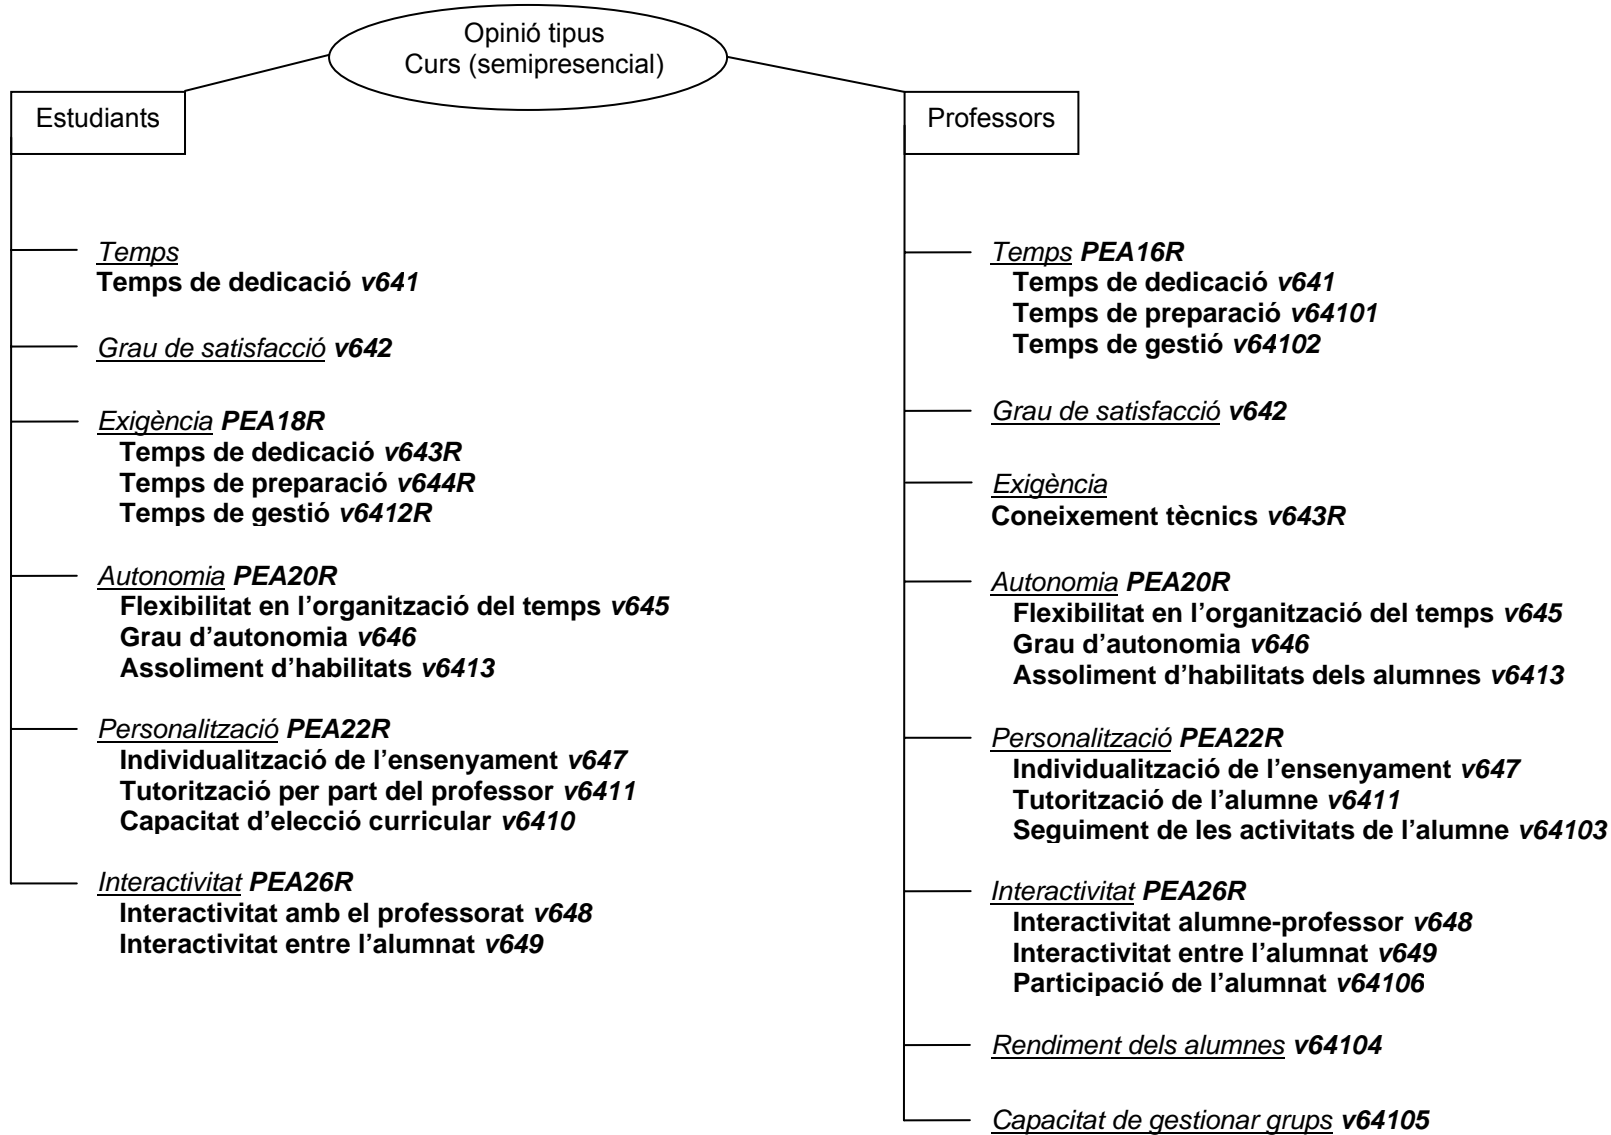 Opinió tipus
Curs (semipresencial)
Estudiants
Temps
Temps de dedicació v641
Grau de satisfacció v642
Exigència PEA18R
Temps de dedicació v643R
Temps de preparació v644R
Temps de gestió v6412R
Autonomia PEA20R
Flexibilitat en l’organització del temps v645
Grau d’autonomia v646
Assoliment d’habilitats v6413
Personalització PEA22R
Individualització de l’ensenyament v647
Tutorització per part del professor v6411
Capacitat d’elecció curricular v6410
Interactivitat PEA26R
Interactivitat amb el professorat v648
Interactivitat entre l’alumnat v649
Professors
Temps PEA16R
Temps de dedicació v641
Temps de preparació v64101
Temps de gestió v64102
Grau de satisfacció v642
Exigència
Coneixement tècnics v643R
Autonomia PEA20R
Flexibilitat en l’organització del temps v645
Grau d’autonomia v646
Assoliment d’habilitats dels alumnes v6413
Personalització PEA22R
Individualització de l’ensenyament v647
Tutorització de l’alumne v6411
Seguiment de les activitats de l’alumne v64103
Interactivitat PEA26R
Interactivitat alumne-professor v648
Interactivitat entre l’alumnat v649
Participació de l’alumnat v64106
Rendiment dels alumnes v64104
Capacitat de gestionar grups v64105